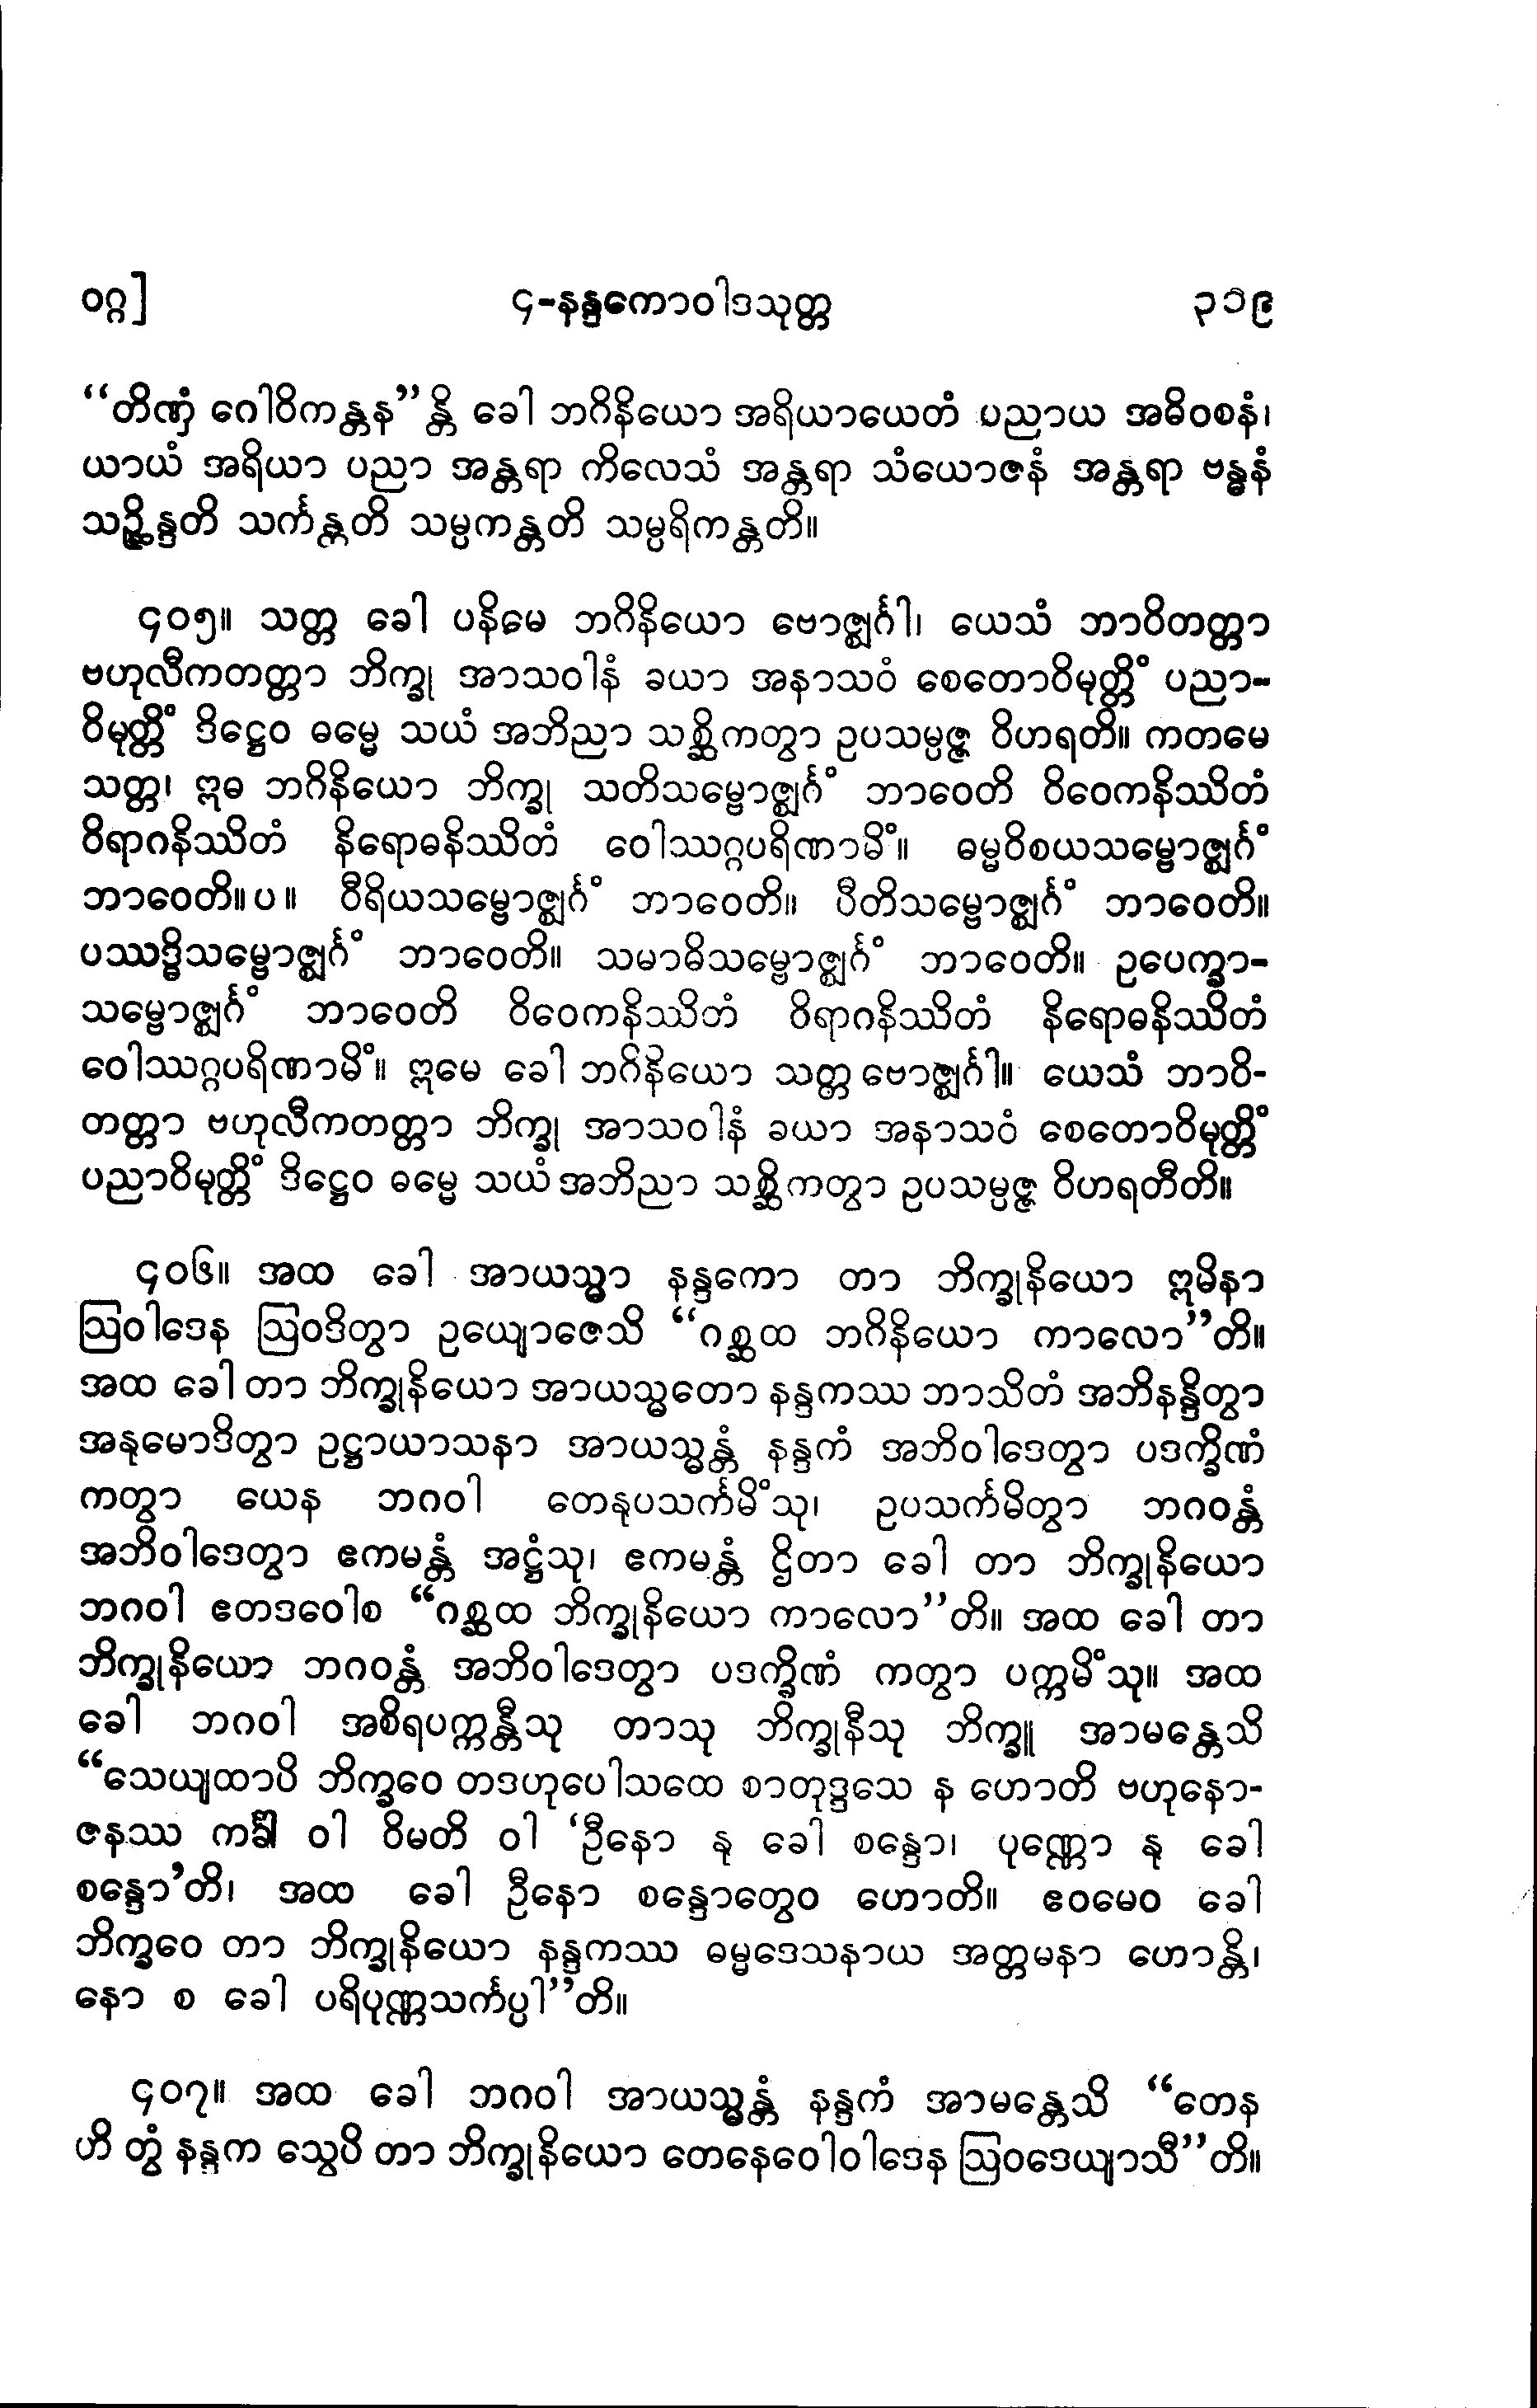 ဝဂ္ဂ] ၄-နန္ဒကောဝါဒသုတ္တ ၃၁၉
“တိဏှံ ဂေါဝိကန္တန”န္တိ ခေါ ဘဂိနိယော အရိယာယေတံ ပညာယ အဓိဝစနံ၊
ယာယံ အရိယာ ပညာ အန္တရာ ကိလေသံ အန္တရာ သံယောဇနံ အန္တရာ ဗန္ဓနံ
သဉ္ဆိန္ဒတိ သင်္ကန္တတိ သမ္ပကန္တတိ သမ္ပရိကန္တတိ။
၄၀၅။ သတ္တ ခေါ ပနိမေ ဘဂိနိယော ဗောဇ္ဈင်္ဂါ၊ ယေသံ ဘာဝိတတ္တာ
ဗဟုလီကတတ္တာ ဘိက္ခု အာသဝါနံ ခယာ အနာသဝံ စေတောဝိမုတ္တိံ ပညာ-
ဝိမုတ္တိံ ဒိဋ္ဌေဝ ဓမ္မေ သယံ အဘိညာ သစ္ဆိကတွာ ဥပသမ္ပဇ္ဇ ဝိဟရတိ။ ကတမေ
သတ္တ၊ ဣဓ ဘဂိနိယော ဘိက္ခု သတိသမ္ဗောဇ္ဈင်္ဂံ ဘာဝေတိ ဝိဝေကနိဿိတံ
ဝိရာဂနိဿိတံ နိရောဓနိဿိတံ ဝေါဿဂ္ဂပရိဏာမိံ။ ဓမ္မဝိစယသမ္ဗောဇ္ဈင်္ဂံ
ဘာဝေတိ။ပ။ ဝီရိယသမ္ဗောဇ္ဈင်္ဂံ ဘာဝေတိ။ ပီတိသမ္ဗောဇ္ဈင်္ဂံ ဘာဝေတိ။
ပဿဒ္ဓိသမ္ဗောဇ္ဈင်္ဂံ ဘာဝေတိ။ သမာဓိသမ္ဗောဇ္ဈင်္ဂံ ဘာဝေတိ။ ဥပေက္ခာ-
သမ္ဗောဇ္ဈင်္ဂံ ဘာဝေတိ ဝိဝေကနိဿိတံ ဝိရာဂနိဿိတံ နိရောဓနိဿိတံ
ဝေါဿဂ္ဂပရိဏာမိံ။ ဣမေ ခေါ ဘဂိနိယော သတ္တ ဗောဇ္ဈင်္ဂါ။ ယေသံ ဘာဝိ-
တတ္တာ ဗဟုလီကတတ္တာ ဘိက္ခု အာသဝါနံ ခယာ အနာသဝံ စေတောဝိမုတ္တိံ
ပညာဝိမုတ္တိံ ဒိဋ္ဌေဝ ဓမ္မေ သယံ အဘိညာ သစ္ဆိကတွာ ဥပသမ္ပဇ္ဇ ဝိဟရတီတိ။
၄၀၆။ အထ ခေါ အာယသ္မာ နန္ဒကော တာ ဘိက္ခုနိယော ဣမိနာ
ဩဝါဒေန ဩဝဒိတွာ ဥယျောဇေသိ “ဂစ္ဆထ ဘဂိနိယော ကာလော”တိ။
အထ ခေါ တာ ဘိက္ခုနိယော အာယသ္မတော နန္ဒကဿ ဘာသိတံ အဘိနန္ဒိတွာ
အနုမောဒိတွာ ဥဋ္ဌာယာသနာ အာယသ္မန္တံ နန္ဒကံ အဘိဝါဒေတွာ ပဒက္ခိဏံ
ကတွာ ယေန ဘဂဝါ တေနုပသင်္ကမိံသု၊ ဥပသင်္ကမိတွာ ဘဂဝန္တံ
အဘိဝါဒေတွာ ဧကမန္တံ အဋ္ဌံသု၊ ဧကမန္တံ ဌိတာ ခေါ တာ ဘိက္ခုနိယော
ဘဂဝါ ဧတဒဝေါစ “ဂစ္ဆထ ဘိက္ခုနိယော ကာလော”တိ။ အထ ခေါ တာ
ဘိက္ခုနိယော ဘဂဝန္တံ အဘိဝါဒေတွာ ပဒက္ခိဏံ ကတွာ ပက္ကမိံသု။ အထ
ခေါ ဘဂဝါ အစိရပက္ကန္တီသု တာသု ဘိက္ခုနီသု ဘိက္ခူ အာမန္တေသိ
“သေယျထာပိ ဘိက္ခဝေ တဒဟုပေါသထေ စာတုဒ္ဒသေ န ဟောတိ ဗဟုနော-
ဇနဿ ကင်္ခါ ဝါ ဝိမတိ ဝါ ‘ဦနော နု ခေါ စန္ဒော၊ ပုဏ္ဏော နု ခေါ
စန္ဒော’တိ၊ အထ ခေါ ဦနော စန္ဒောတွေဝ ဟောတိ။ ဧဝမေဝ ခေါ
ဘိက္ခဝေ တာ ဘိက္ခုနိယော နန္ဒကဿ ဓမ္မဒေသနာယ အတ္တမနာ ဟောန္တိ၊
နော စ ခေါ ပရိပုဏ္ဏသင်္ကပ္ပါ”တိ။
၄၀၇။ အထ ခေါ ဘဂဝါ အာယသ္မန္တံ နန္ဒကံ အာမန္တေသိ “တေန
ဟိ တွံ နန္ဒက သွေပိ တာ ဘိက္ခုနိယော တေနေဝေါဝါဒေန ဩဝဒေယျာသီ”တိ။